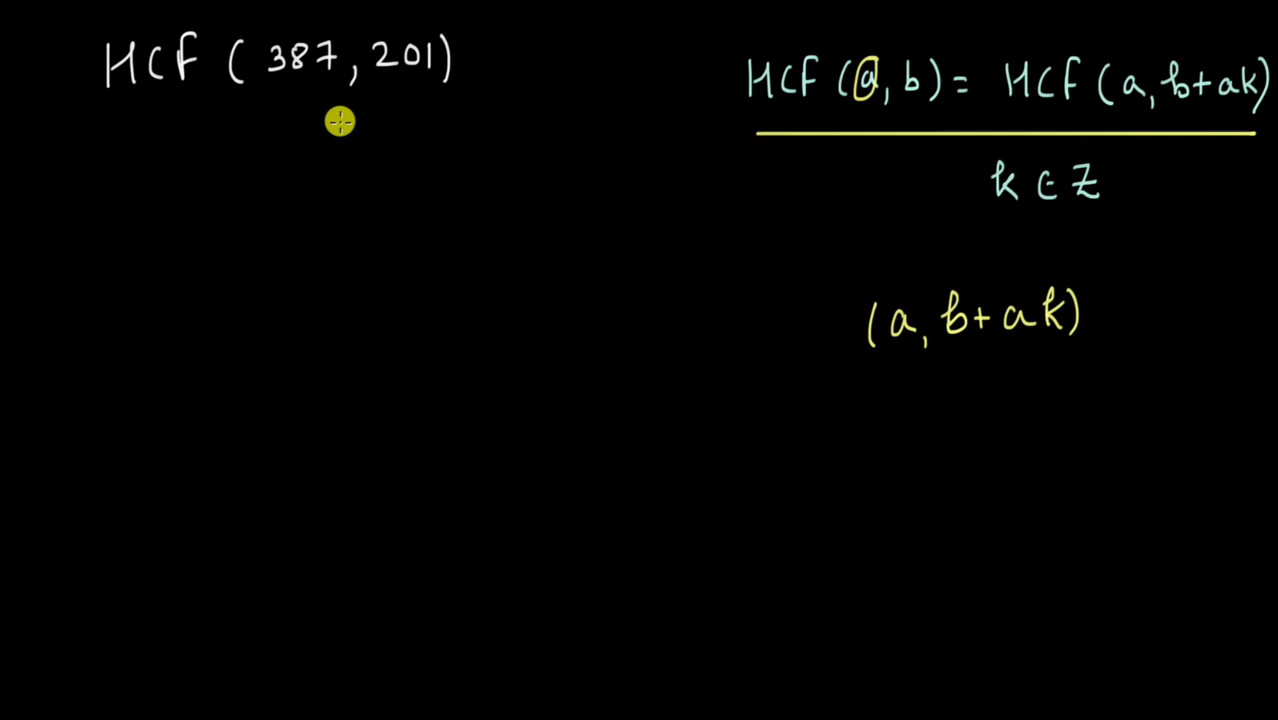 HCF ( 387, 201)
HCF (a, b) = HCF (a, b+ak)
k ∈ Z
(a, b+ak)